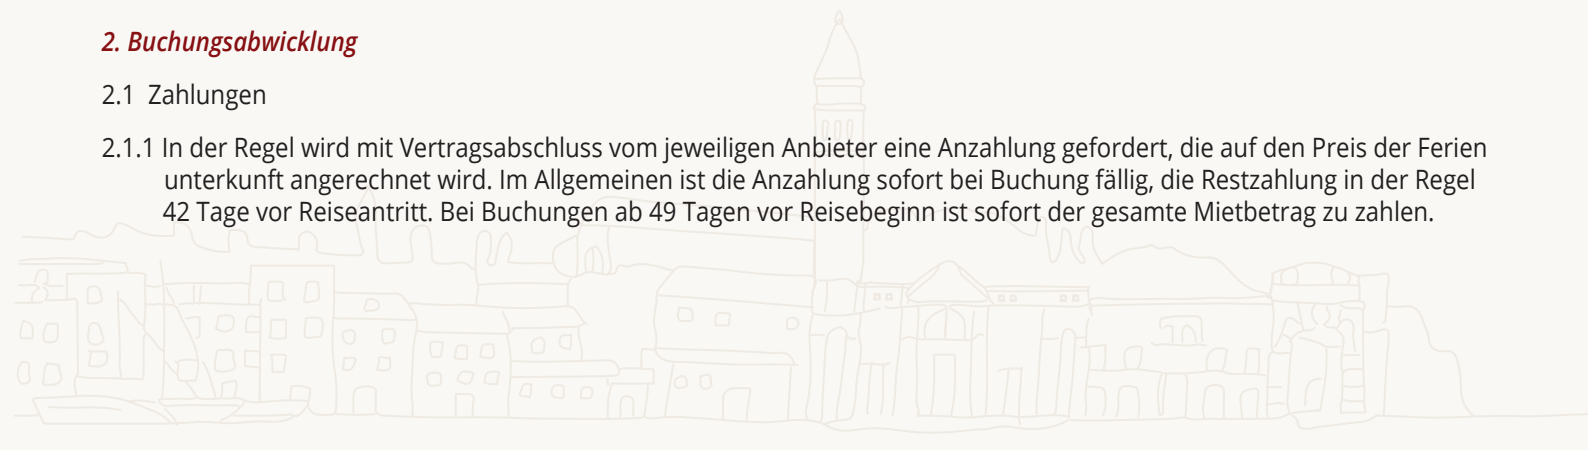 2. Buchungsabwicklung
2.1 Zahlungen
2.1.1 In der Regel wird mit Vertragsabschluss vom jeweiligen Anbieter eine Anzahlung gefordert, die auf den Preis der Ferien
unterkunft angerechnet wird. Im Allgemeinen ist die Anzahlung sofort bei Buchung fällig, die Restzahlung in der Regel
42 Tage vor Reiseantritt. Bei Buchungen ab 49 Tagen vor Reisebeginn ist sofort der gesamte Mietbetrag zu zahlen.